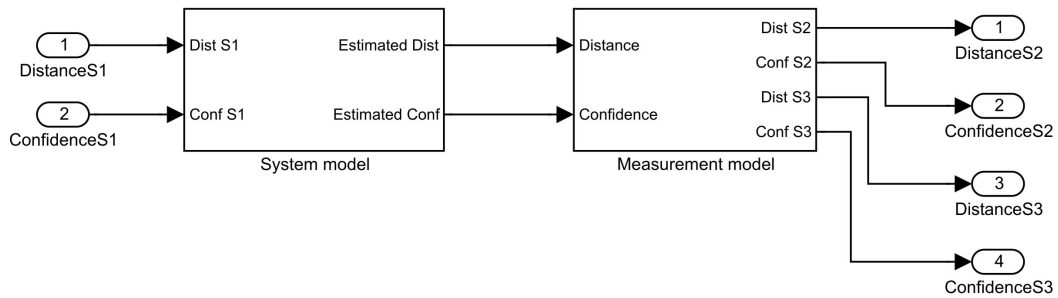 1
DistanceS1
2
ConfidenceS1
Dist S1
Estimated Dist
Conf S1
Estimated Conf
System model
Distance
Confidence
Dist S2
Conf S2
Dist S3
Conf S3
Measurement model
1
DistanceS2
2
ConfidenceS2
3
DistanceS3
4
ConfidenceS3